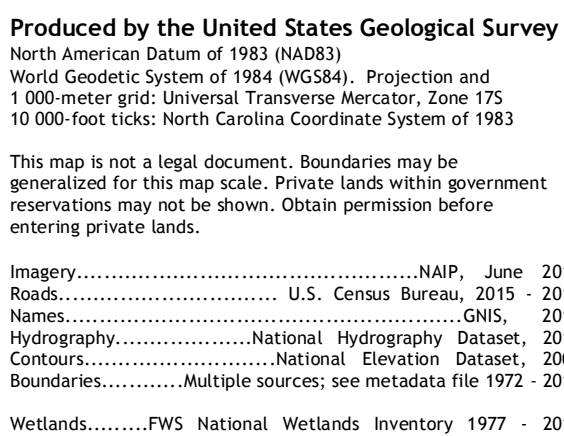 Produced by the United States Geological Survey
North American Datum of 1983 (NAD83)
World Geodetic System of 1984 (WGS84). Projection and
1 000-meter grid: Universal Transverse Mercator, Zone 17S
10 000-foot ticks: North Carolina Coordinate System of 1983
This map is not a legal document. Boundaries may be
generalized for this map scale. Private lands within government
reservations may not be shown. Obtain permission before
entering private lands.
Imagery.................................................NAIP, June
Roads................................ U.S. Census Bureau, 2015 -
Names.........................................................GNIS,
Hydrography....................National Hydrography Dataset,
Contours............................National Elevation Dataset,
Boundaries............Multiple sources; see metadata file 1972 -
Wetlands.........FWS National Wetlands Inventory 1977 -